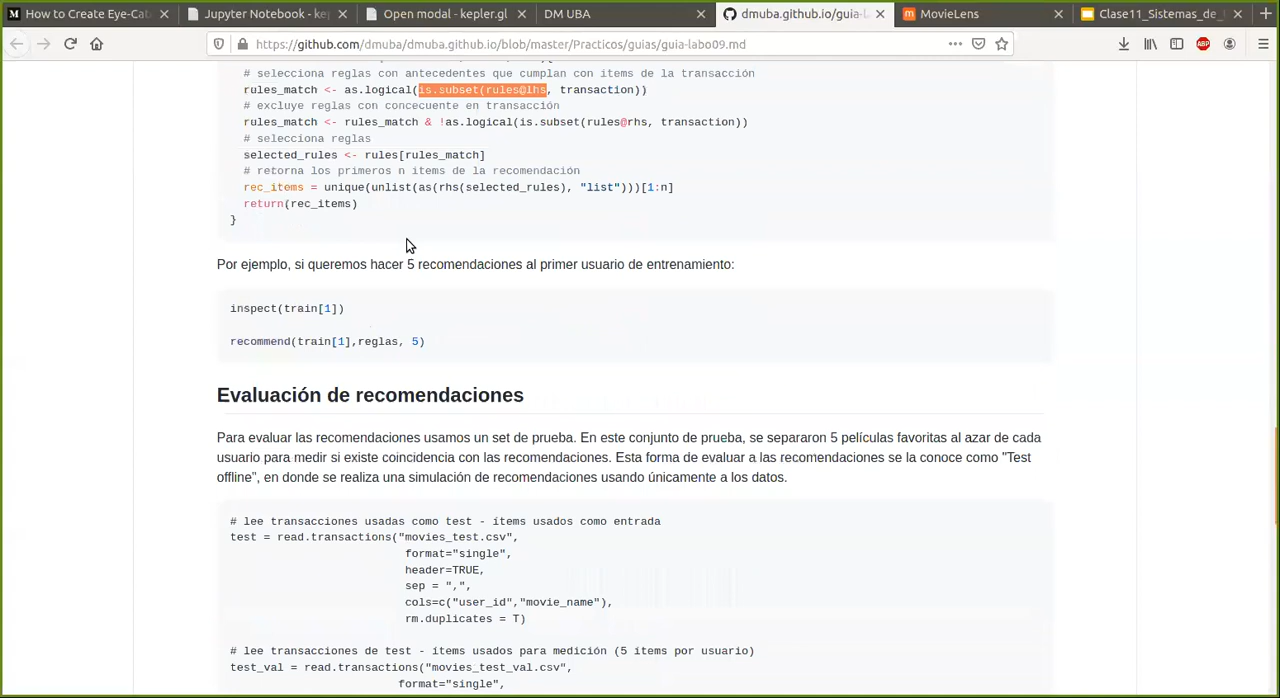 How to Create Eye-Cat
Jupyter Notebook - ke
Open modal - kepler.gl
DM UBA
dmuba.github.io/guia-l
MovieLens
Clase11_Sistemas_de_
https://github.com/dmuba/dmuba.github.io/blob/master/Practicos/guias/guia-labo09.md
ABP
# selecciona reglas con antecedentes que cumplan con items de la transacción
rules_match <- as.logical(is.subset(rules@lhs, transaction))
# excluye reglas con concecuente en transacción
rules_match <- rules_match & !as.logical(is.subset(rules@rhs, transaction))
# selecciona reglas
selected_rules <- rules[rules_match]
# retorna los primeros n items de la recomendación
rec_items = unique(unlist(as(rhs(selected_rules), "list")))[1:n]
return(rec_items)
}
Por ejemplo, si queremos hacer 5 recomendaciones al primer usuario de entrenamiento:
inspect(train[1])
recommend(train[1],reglas, 5)
Evaluación de recomendaciones
Para evaluar las recomendaciones usamos un set de prueba. En este conjunto de prueba, se separaron 5 películas favoritas al azar de cada
usuario para medir si existe coincidencia con las recomendaciones. Esta forma de evaluar a las recomendaciones se la conoce como "Test
offline", en donde se realiza una simulación de recomendaciones usando únicamente a los datos.
# lee transacciones usadas como test - ítems usados como entrada
test = read.transactions("movies_test.csv",
format="single",
header=TRUE,
sep = ",",
cols=c("user_id","movie_name"),
rm.duplicates = T)
# lee transacciones de test - ítems usados para medición (5 items por usuario)
test_val = read.transactions("movies_test_val.csv",
format="single",